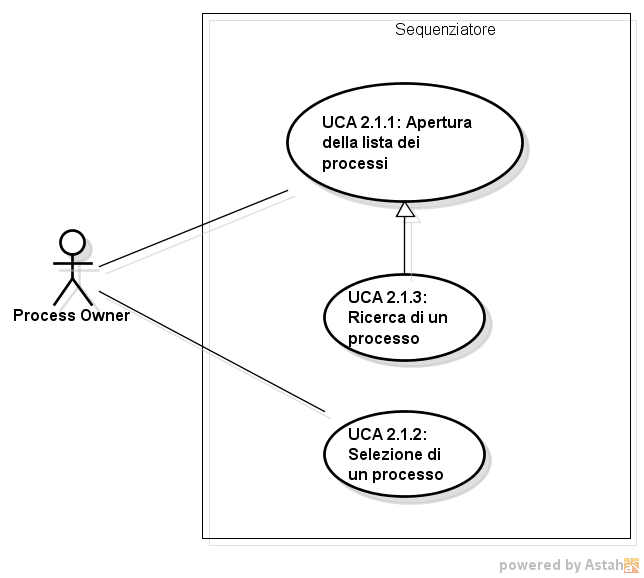 Sequenziatore
UCA 2.1.1: Apertura
della lista dei
processi
Process Owner
UCA 2.1.3:
Ricerca di un
processo
UCA 2.1.2:
Selezione di
un processo
powered by Astah